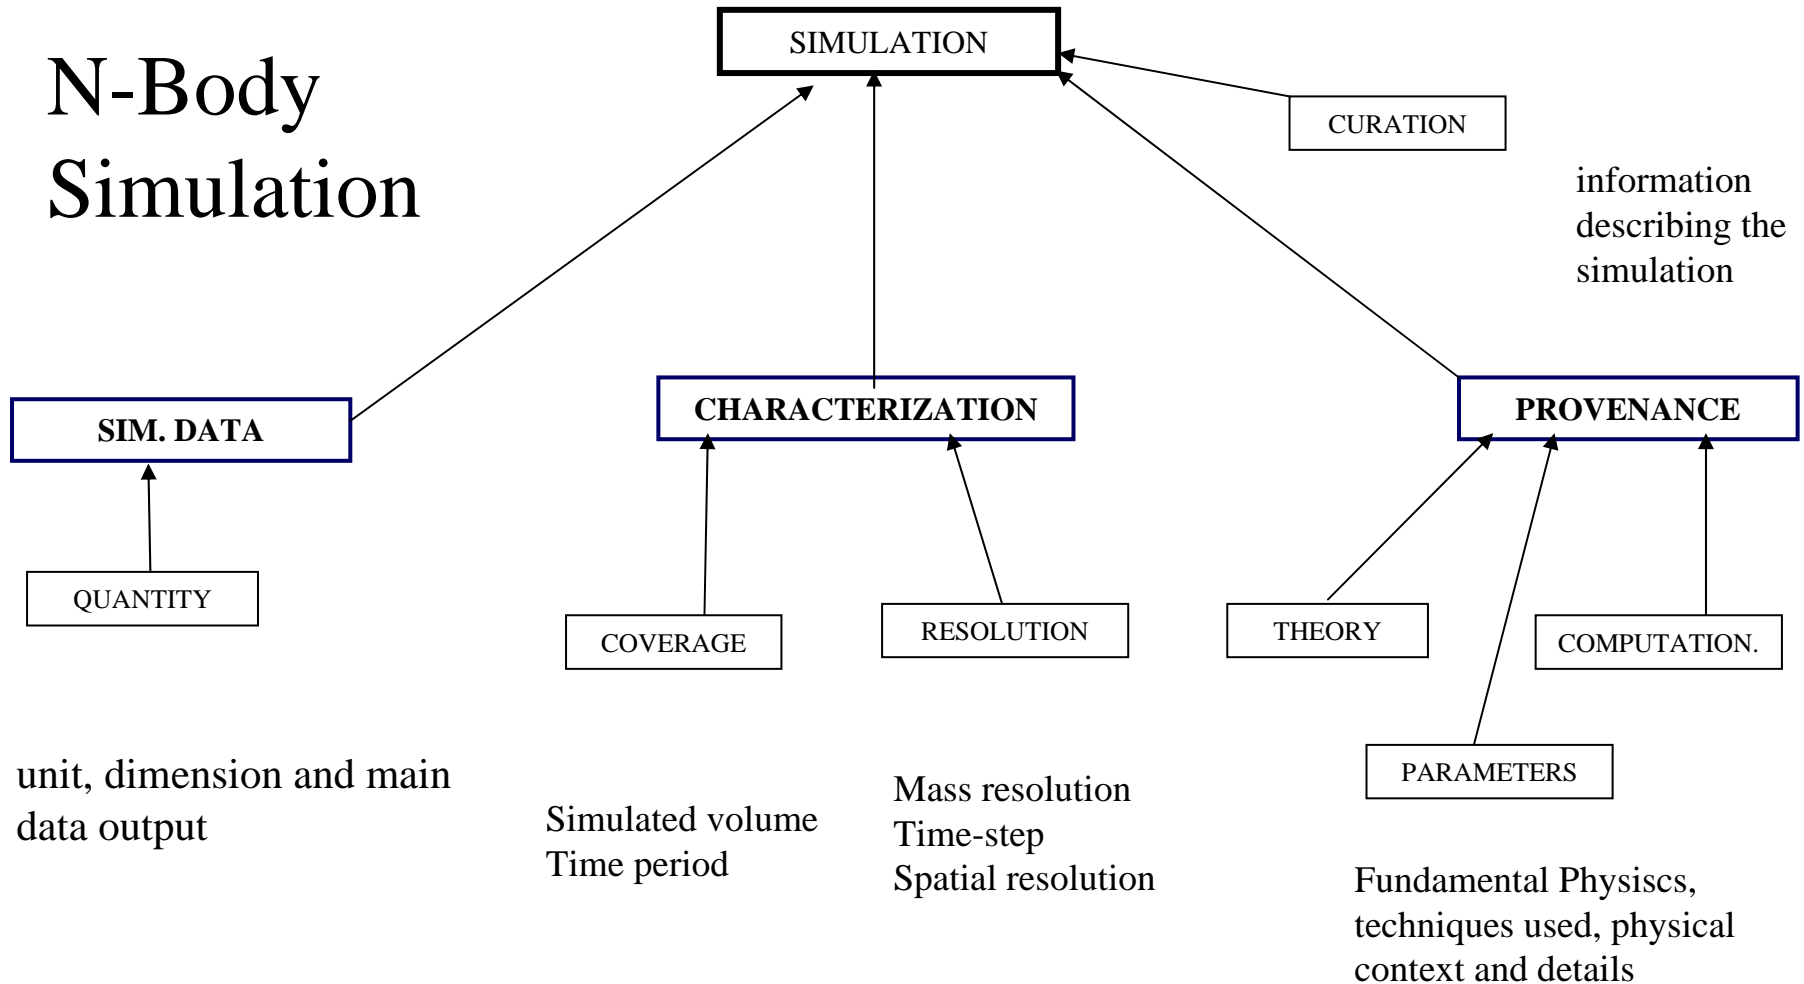 N-Body
Simulation
SIMULATION
CURATION
information
describing the
simulation
SIM. DATA
CHARACTERIZATION
PROVENANCE
QUANTITY
COVERAGE
RESOLUTION
THEORY
COMPUTATION.
PARAMETERS
unit, dimension and main
data output
Simulated volume
Time period
Mass resolution
Time-step
Spatial resolution
Fundamental Physiscs,
techniques used, physical
context and details